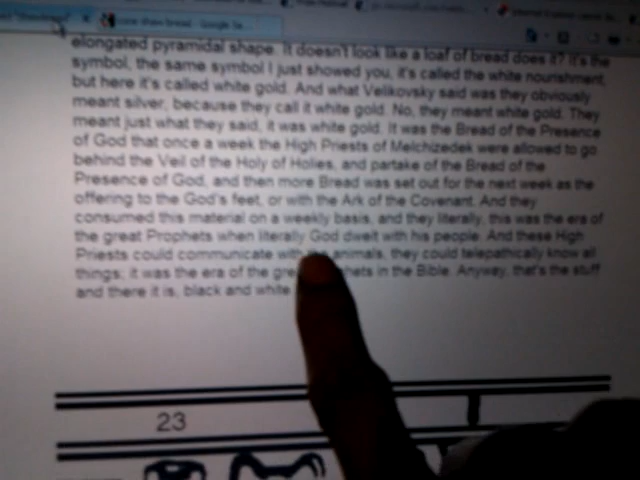 cone shew bread - Google Se...
elongated pyramidal shape. It doesn't look like a loaf of bread does it? It's the
symbol, the same symbol I just showed you, it's called the white nourishment,
but here it's called white gold. And what Velikovsky said was they obviously
meant silver, because they call it white gold. No, they meant white gold. They
meant just what they said, it was white gold. It was the Bread of the Presence
of God that once a week the High Priests of Melchizedek were allowed to go
behind the Veil of the Holy of Holies, and partake of the Bread of the
Presence of God, and then more Bread was set out for the next week as the
offering to the God's feet, or with the Ark of the Covenant. And they
consumed this material on a weekly basis, and they literally, this was the era of
the great Prophets when literally God dwelt with his people. And these High
Priests could communicate with the animals, they could telepathically know all
things; it was the era of the in the Bible. Anyway, that's the stuff
and there it is, black and white
23